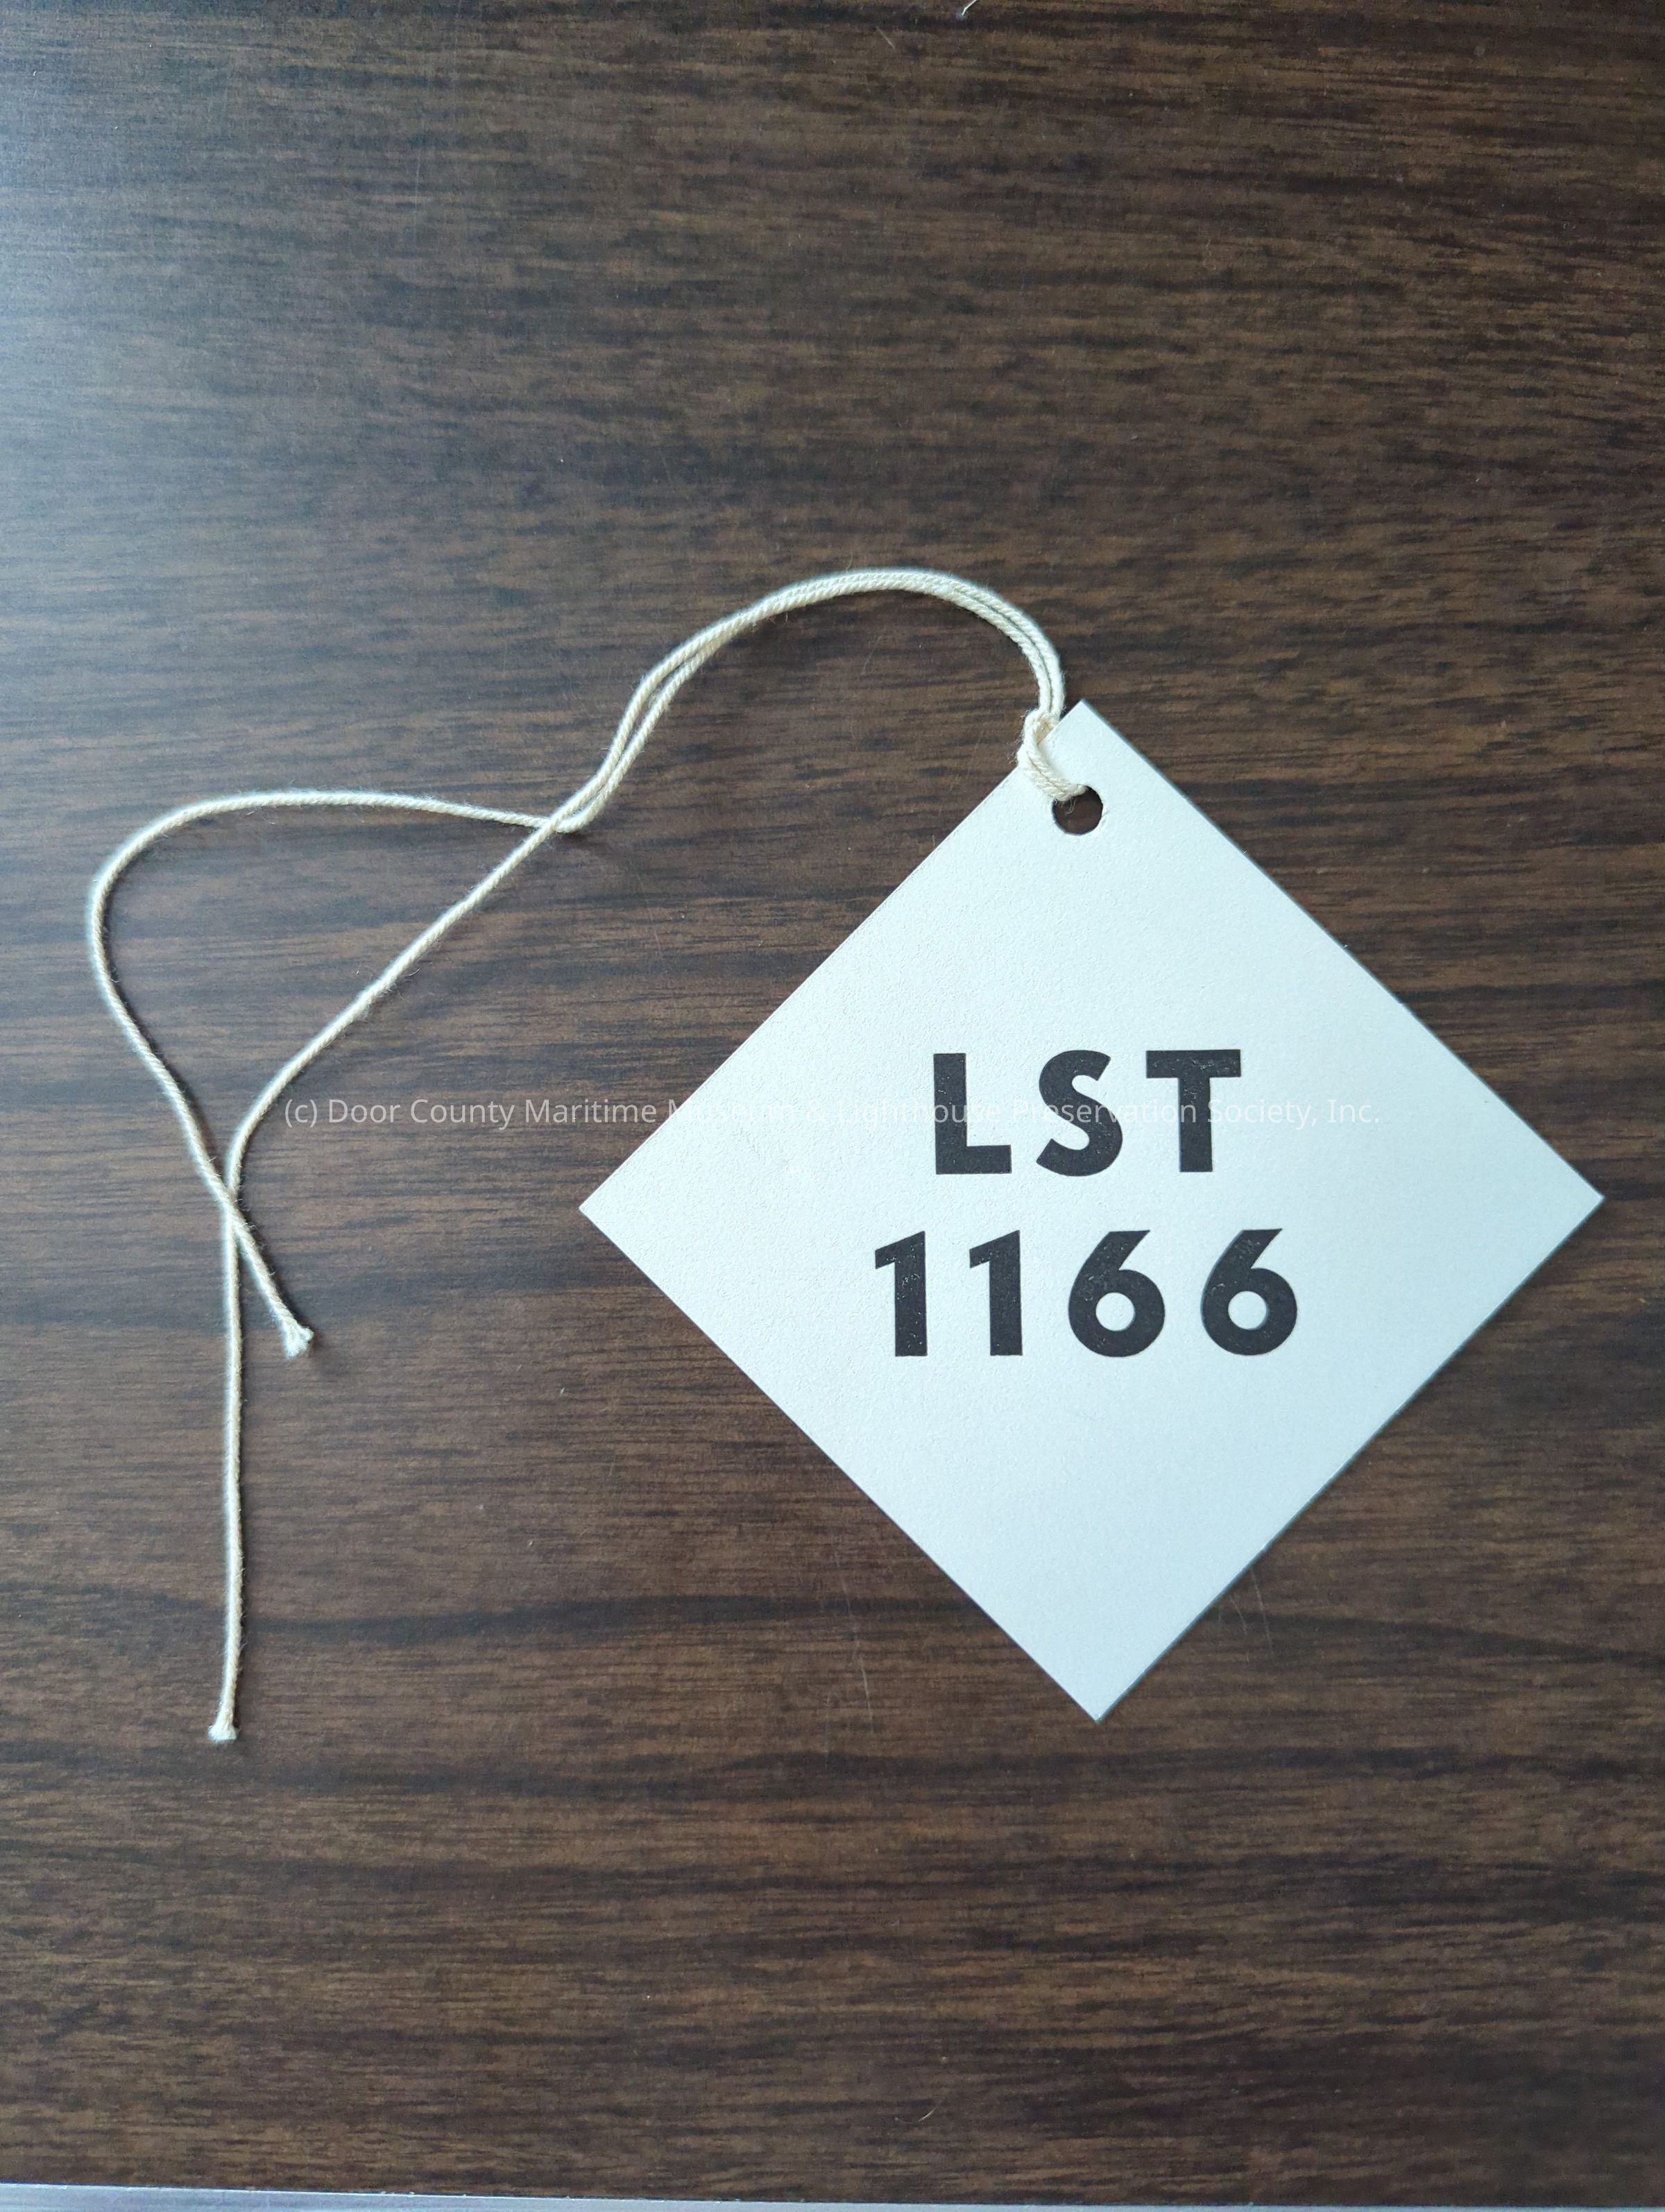 (c) Door County Maritime Museum & Lighthouse Preservation Society, Inc.
LST
1166